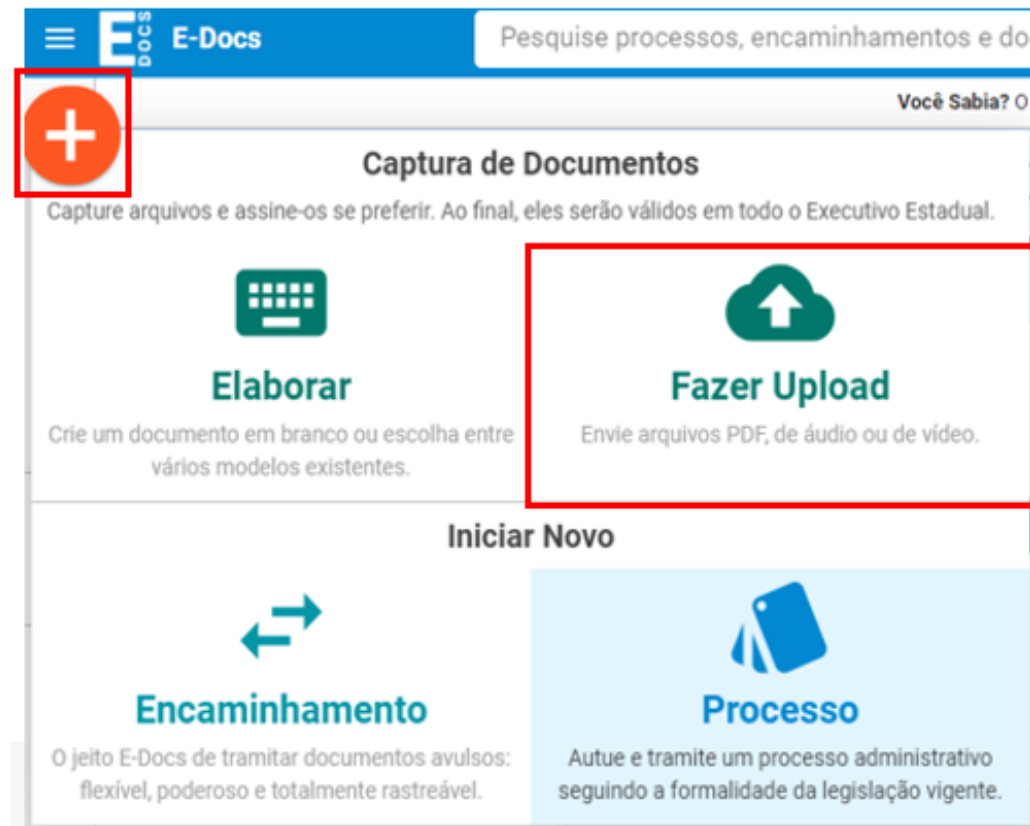 E DOCS E-Docs Pesquise processos, encaminhamentos e do
Você Sabia? O
Captura de Documentos
Capture arquivos e assine-os se preferir. Ao final, eles serão válidos em todo o Executivo Estadual.
Elaborar
Crie um documento em branco ou escolha entre
vários modelos existentes.
Fazer Upload
Envie arquivos PDF, de áudio ou de vídeo.
Iniciar Novo
Encaminhamento
O jeito E-Docs de tramitar documentos avulsos:
flexível, poderoso e totalmente rastreável.
Processo
Autue e tramite um processo administrativo
seguindo a formalidade da legislação vigente.